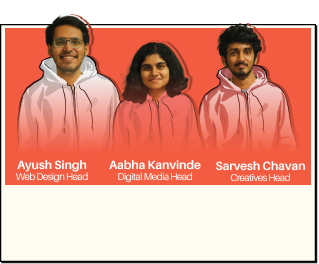 Ayush Singh
Web Design Head
Aabha Kanvinde
Digital Media Head
Sarvesh Chavan
Creatives Head